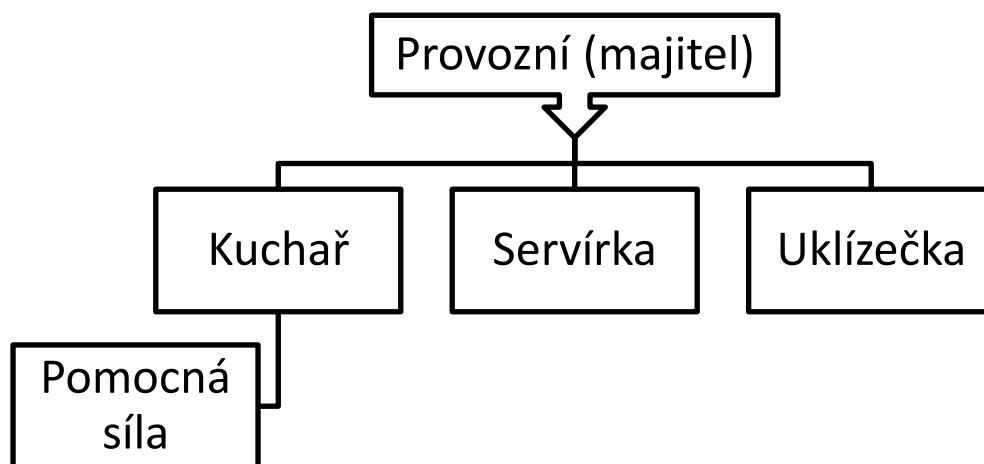 Provozní (majitel)
Kuchař
Servírka
Uklízečka
Pomocná
síla